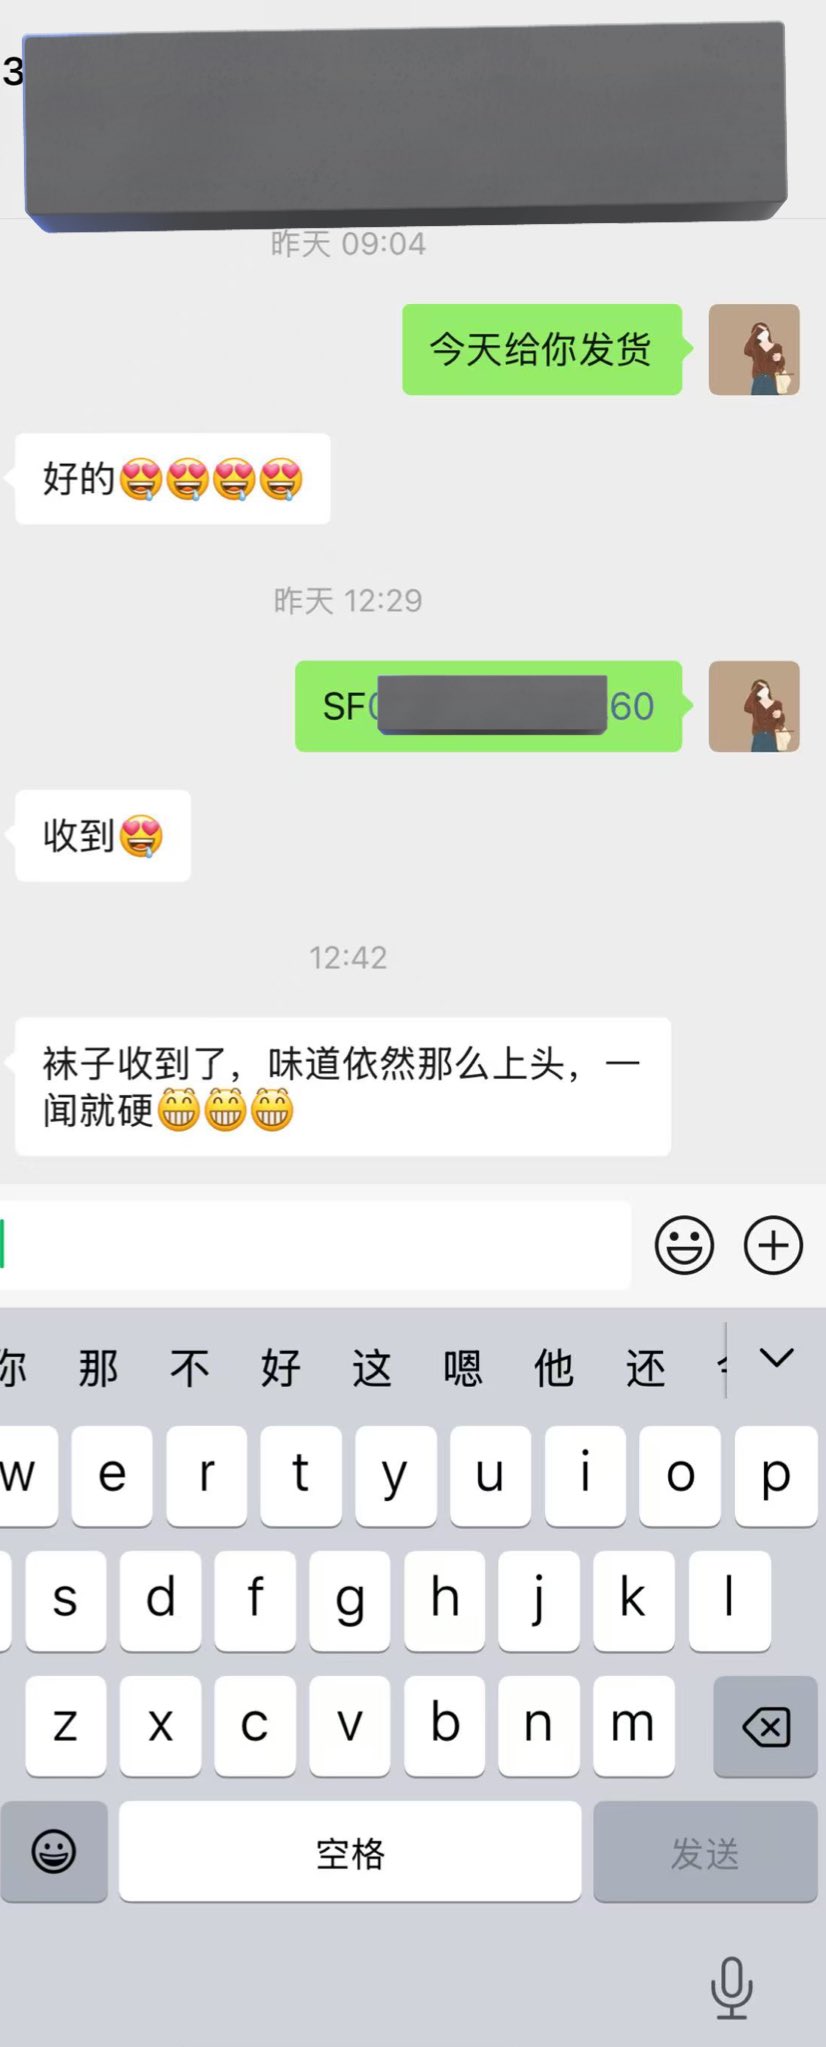 3
昨天 09:04
今天给你发货
好的😍😍😍😍
昨天 12:29
SF 60
收到😍
12:42
袜子收到了，味道依然那么上头，一
闻就硬😁😁😁
你 那 不 好 这 嗯 他 还
w e r t y u i o p
s d f g h j k l
z x c v b n m
空格 发送